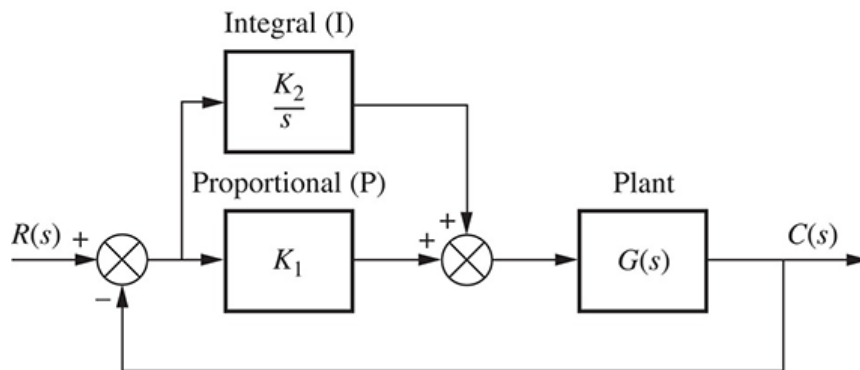 Integral (I)
K₂
s
Proportional (P)
Plant
R(s) +
−
K₁
+
+
G(s)
C(s)